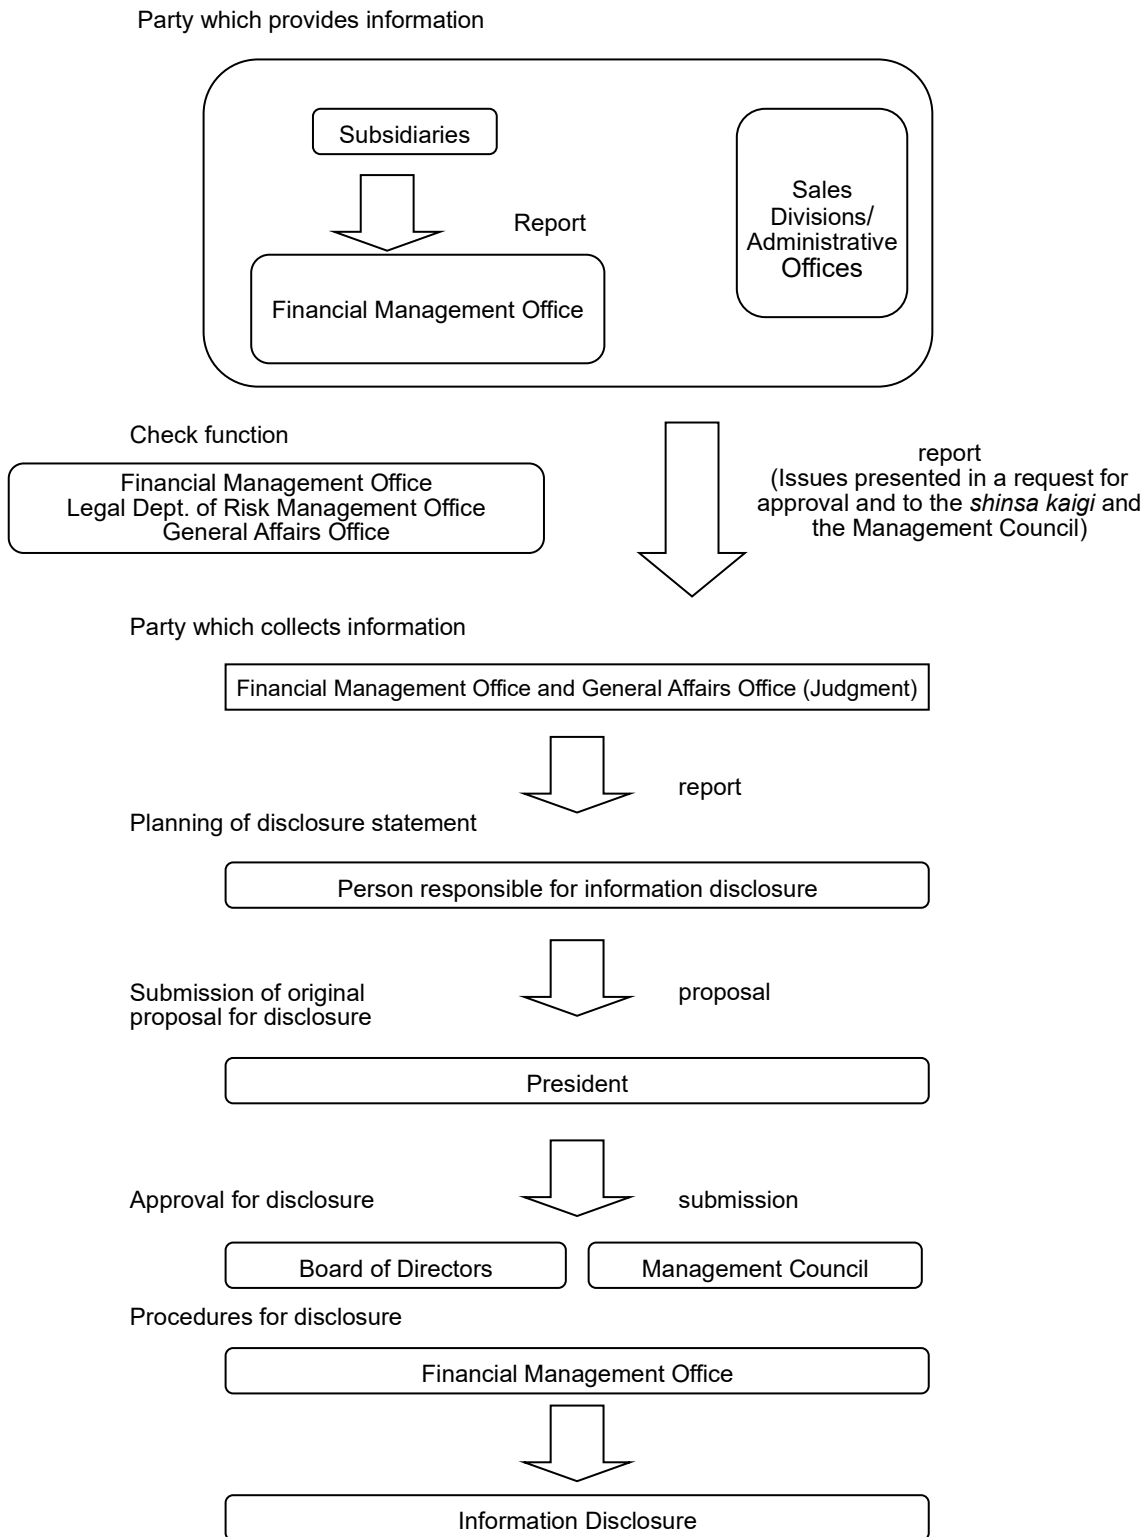 Party which provides information
Subsidiaries
Report
Financial Management Office
Sales
Divisions/
Administrative
Offices
Check function
Financial Management Office
Legal Dept. of Risk Management Office
General Affairs Office
report
(Issues presented in a request for
approval and to the shinsa kaigi and
the Management Council)
Party which collects information
Financial Management Office and General Affairs Office (Judgment)
report
Planning of disclosure statement
Person responsible for information disclosure
Submission of original
proposal for disclosure
proposal
President
Approval for disclosure
submission
Board of Directors
Management Council
Procedures for disclosure
Financial Management Office
Information Disclosure